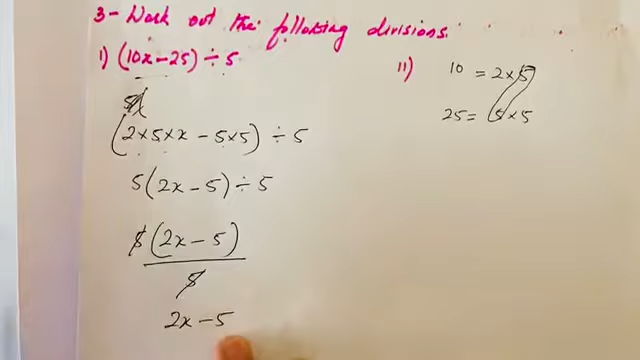 3- Work out the following divisions.
i) (10x-25) ÷ 5
(2×5×x - 5×5) ÷ 5
5(2x-5) ÷ 5
5(2x-5)
5
2x-5
ii)
10 = 2×5
25 = 5×5